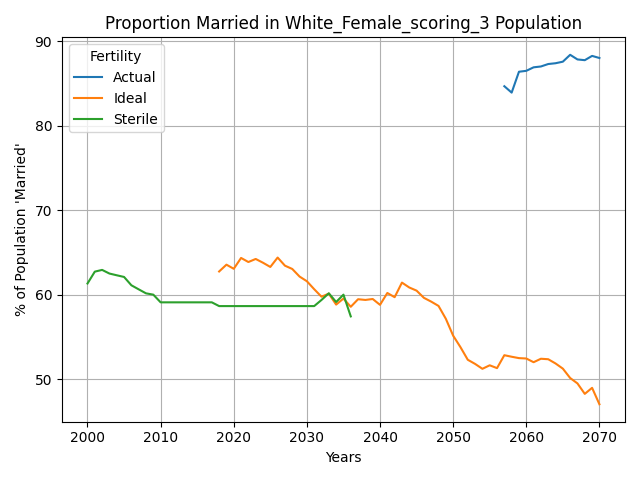 Proportion Married in White_Female_scoring_3 Population
% of Population 'Married'
90
80
70
60
50
Fertility
Actual
Ideal
Sterile
2000 2010 2020 2030 2040 2050 2060 2070
Years